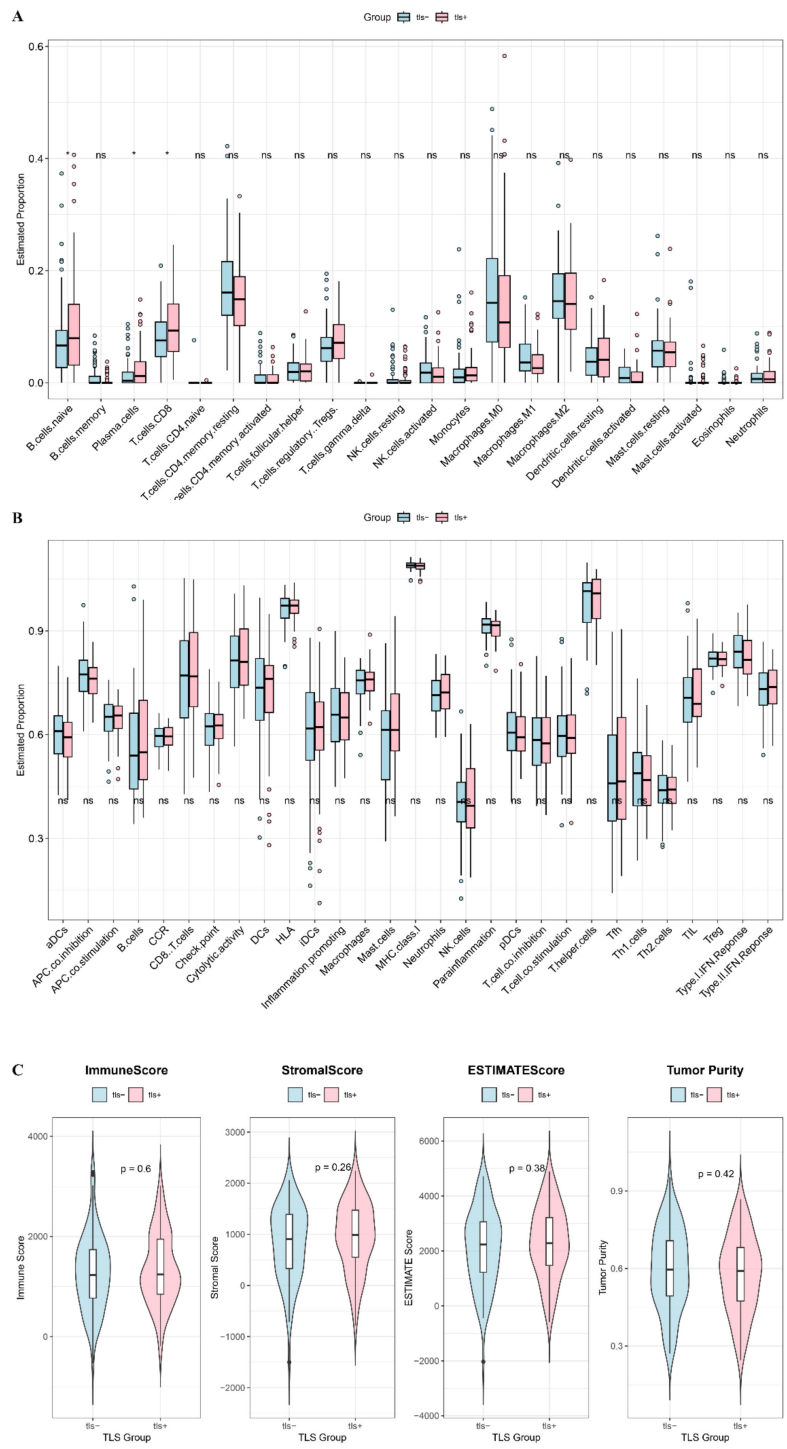 A
Group tls− tls+
Estimated Proportion
0.6
0.4
0.2
0.0
* ns * * ns ns ns ns ns ns ns ns ns ns ns ns ns ns ns ns ns ns
B.cells.naive
B.cells.memory
Plasma.cells
T.cells.CD8
T.cells.CD4.naive
T.cells.CD4.memory.resting
cells.CD4.memory.activated
T.cells.follicular.helper
T.cells.regulatory..Tregs.
T.cells.gamma.delta
NK.cells.resting
NK.cells.activated
Monocytes
Macrophages.M0
Macrophages.M1
Macrophages.M2
Dendritic.cells.resting
Dendritic.cells.activated
Mast.cells.resting
Mast.cells.activated
Eosinophils
Neutrophils
B
Group tls− tls+
Estimated Proportion
0.9
0.6
0.3
ns ns ns ns ns ns ns ns ns ns ns ns ns ns ns ns ns ns ns ns ns ns ns ns ns ns ns ns ns
aDCs
APC.co.inhibition
APC.co.stimulation
B.cells
CCR
CD8..T.cells
Check.point
Cytolytic.activity
DCs
HLA
iDCs
Inflammation.promoting
Macrophages
Mast.cells
MHC.class.I
Neutrophils
NK.cells
Parainflammation
pDCs
T.cell.co.inhibition
T.cell.co.stimulation
T.helper.cells
Tfh
Th1.cells
Th2.cells
TIL
Treg
Type.I.IFN.Reponse
Type.II.IFN.Reponse
C
ImmuneScore
tls− tls+
Immune Score
4000
2000
0
p = 0.6
tls− tls+
TLS Group
StromalScore
tls− tls+
Stromal Score
3000
2000
1000
0
−1000
−2000
p = 0.26
tls− tls+
TLS Group
ESTIMATEScore
tls− tls+
ESTIMATE Score
6000
4000
2000
0
−2000
−4000
p = 0.38
tls− tls+
TLS Group
Tumor Purity
tls− tls+
Tumor Purity
0.9
0.6
0.3
p = 0.42
tls− tls+
TLS Group